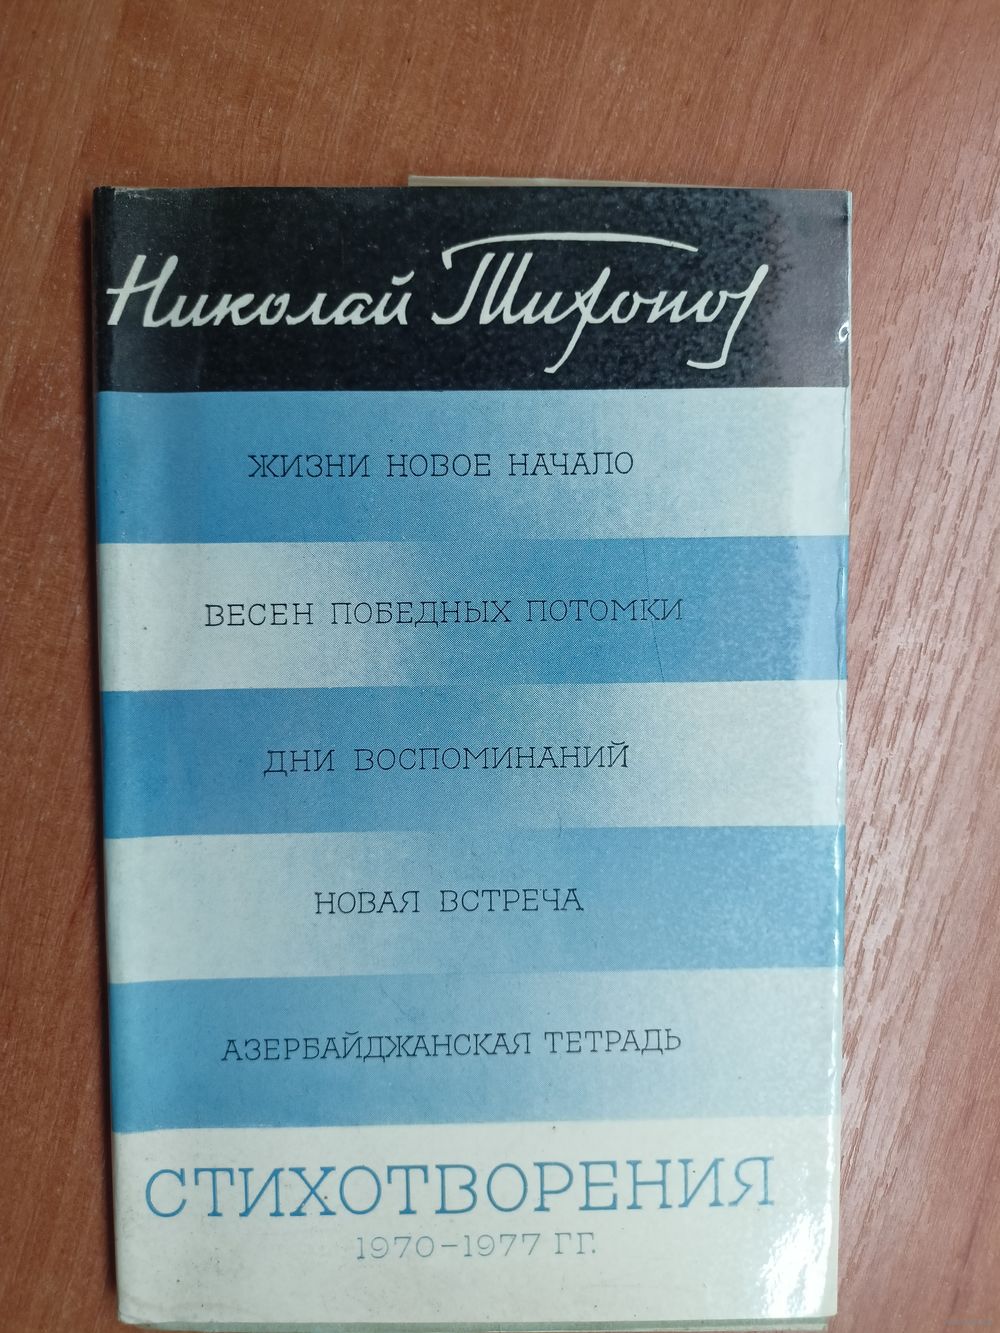 Николай Тихонов
ЖИЗНИ НОВОЕ НАЧАЛО
ВЕСЕН ПОБЕДНЫХ ПОТОМКИ
ДНИ ВОСПОМИНАНИЙ
НОВАЯ ВСТРЕЧА
АЗЕРБАЙДЖАНСКАЯ ТЕТРАДЬ
СТИХОТВОРЕНИЯ
1970–1977 ГГ.